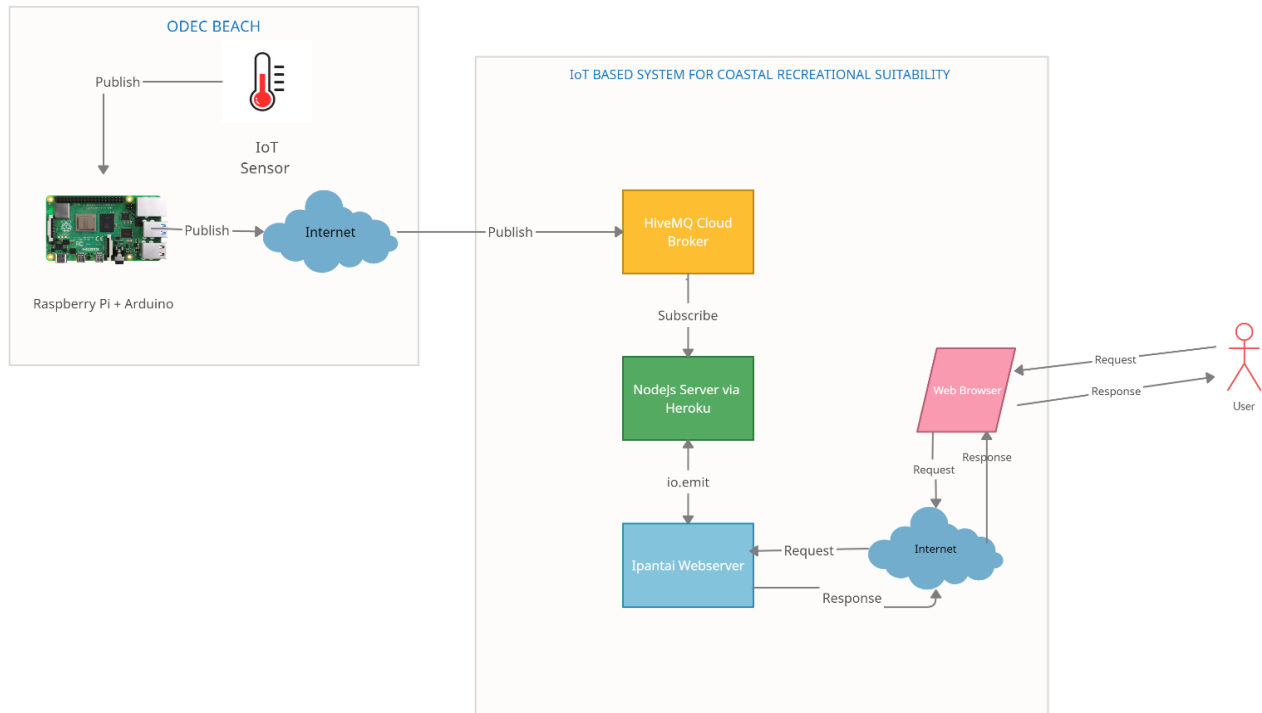 ODEC BEACH
Publish
IoT
Sensor
Publish
Internet
Raspberry Pi + Arduino
IoT BASED SYSTEM FOR COASTAL RECREATIONAL SUITABILITY
Publish
HiveMQ Cloud
Broker
Subscribe
NodeJs Server via
Heroku
io.emit
Ipantai Webserver
Request
Response
Internet
Request
Response
Web Browser
Request
Response
User